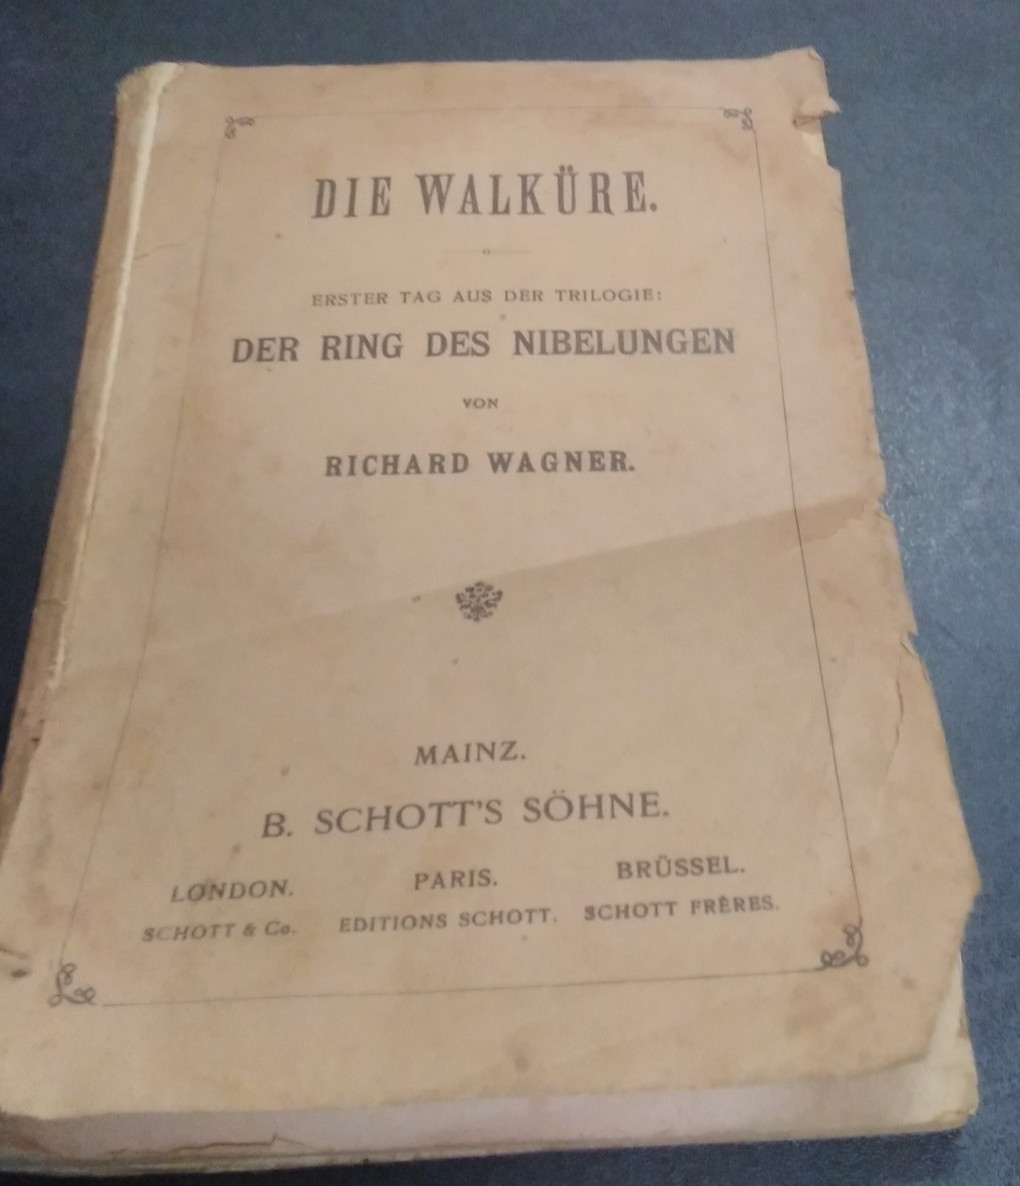 DIE WALKÜRE.
ERSTER TAG AUS DER TRILOGIE:
DER RING DES NIBELUNGEN
VON
RICHARD WAGNER.
MAINZ.
B. SCHOTT'S SÖHNE.
LONDON. PARIS. BRÜSSEL.
SCHOTT & Co. EDITIONS SCHOTT. SCHOTT FRÈRES.